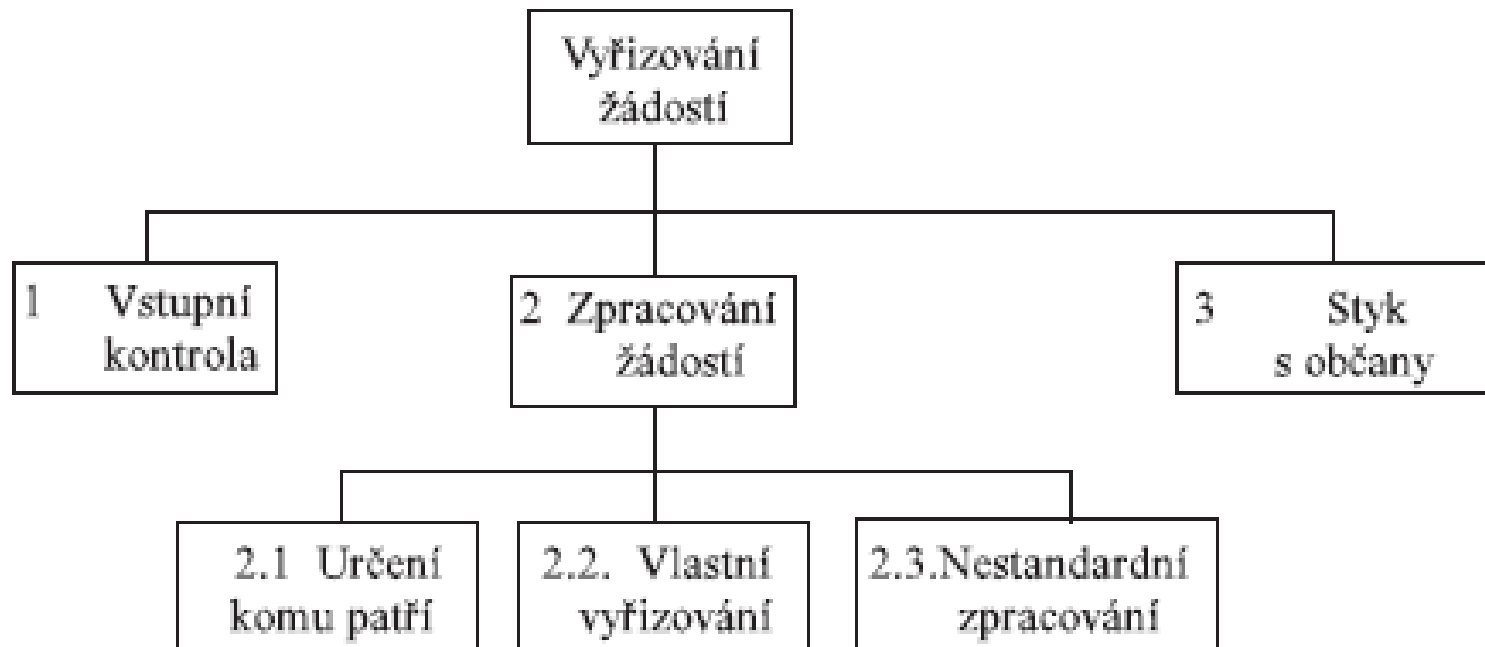 Vyřizování
žádostí
1 Vstupní
kontrola
2 Zpracování
žádostí
3 Styk
s občany
2.1 Určení
komu patří
2.2. Vlastní
vyřizování
2.3.Nestandardní
zpracování